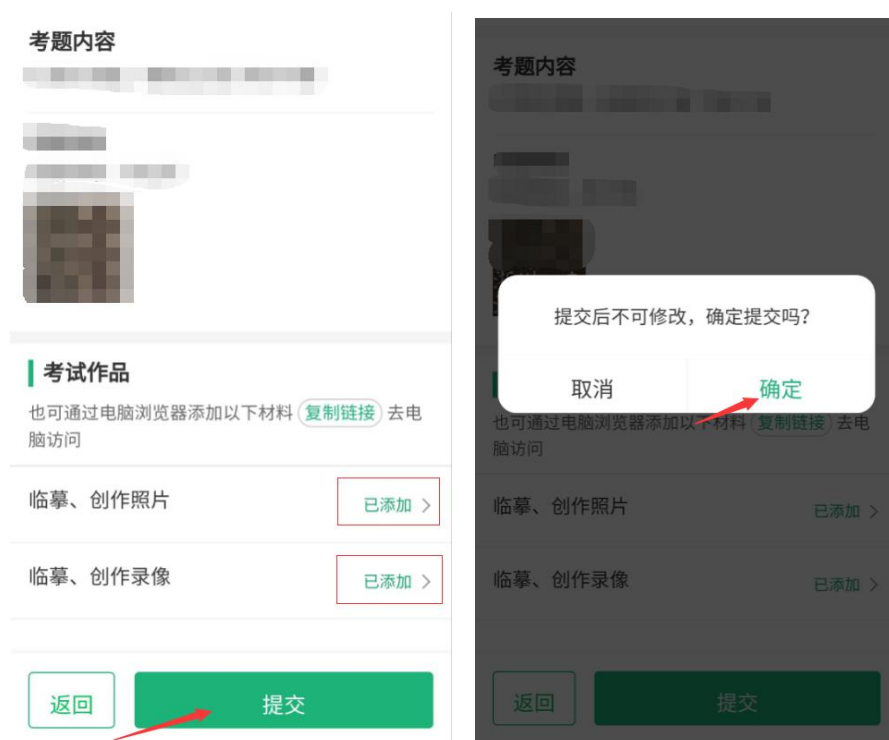 考题内容
考试作品
也可通过电脑浏览器添加以下材料 复制链接 去电
脑访问
临摹、创作照片
已添加 >
临摹、创作录像
已添加 >
返回
提交
考题内容
提交后不可修改，确定提交吗？
取消
确定
也可通过电脑浏览器添加以下材料 复制链接 去电
脑访问
临摹、创作照片
已添加 >
临摹、创作录像
已添加 >
返回
提交